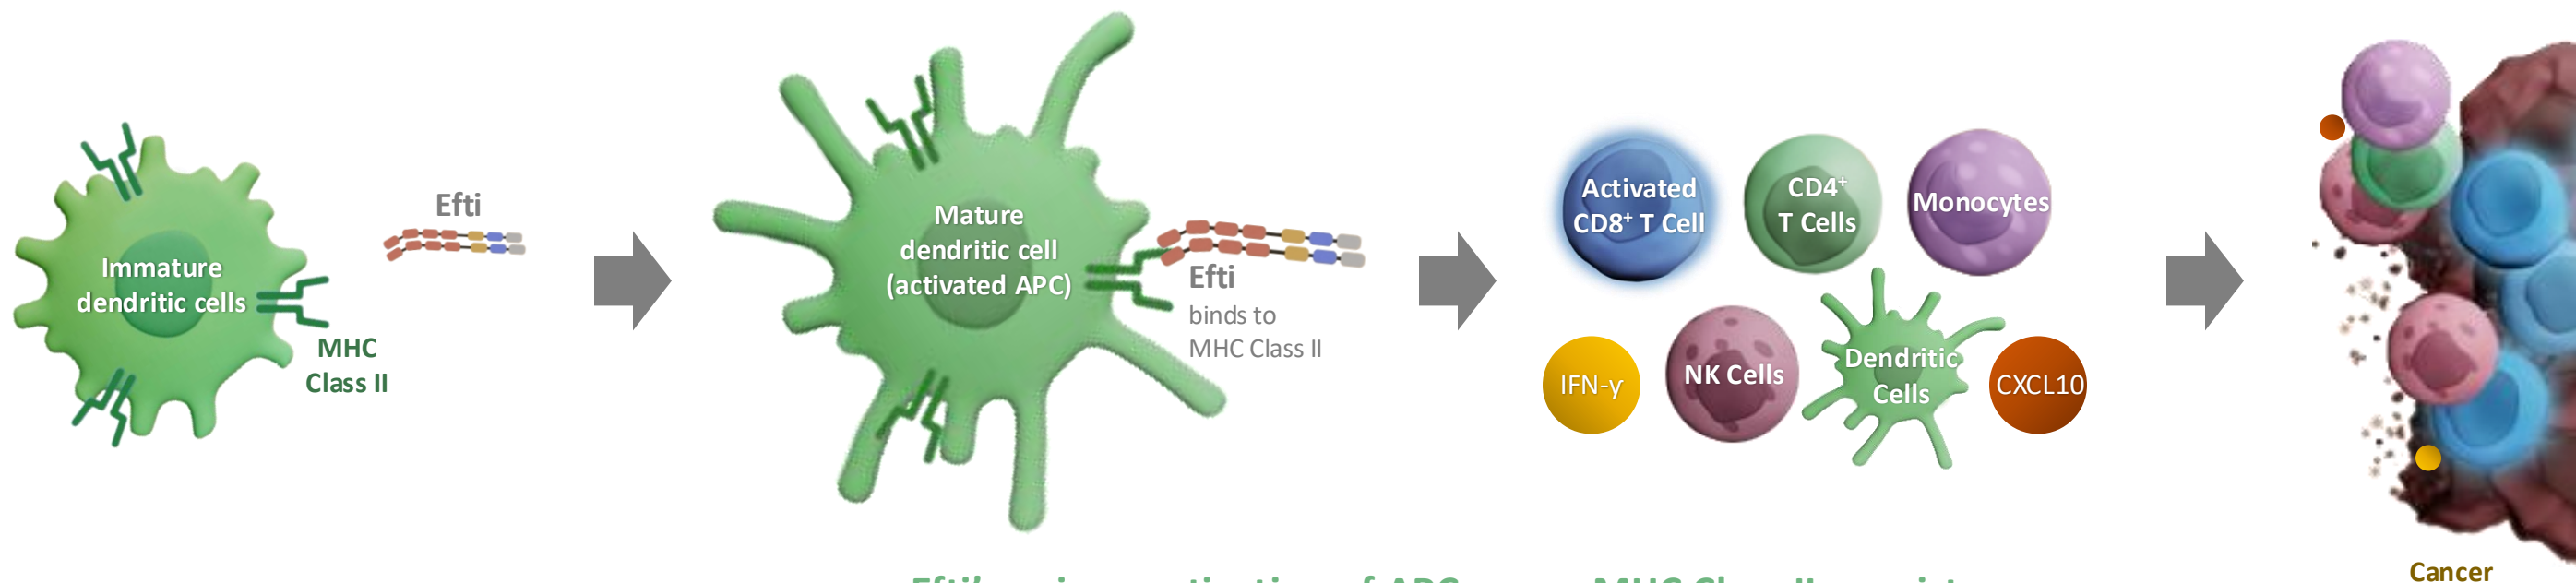 Immature
dendritic cells
MHC
Class II
Efti
Mature
dendritic cell
(activated APC)
Efti
binds to
MHC Class II
Activated
CD8⁺ T Cell
CD4⁺
T Cells
Monocytes
IFN-γ
NK Cells
Dendritic
Cells
CXCL10
Cancer